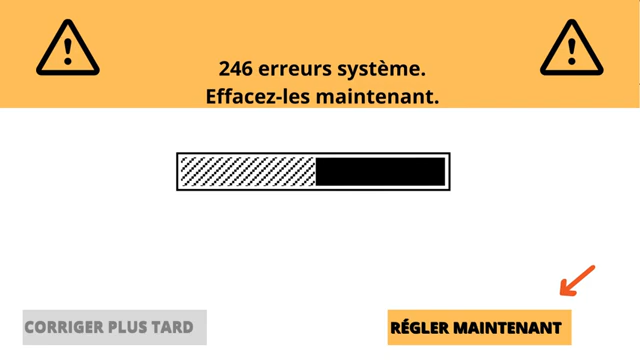 246 erreurs système.
Effacez-les maintenant.
CORRIGER PLUS TARD
RÉGLER MAINTENANT